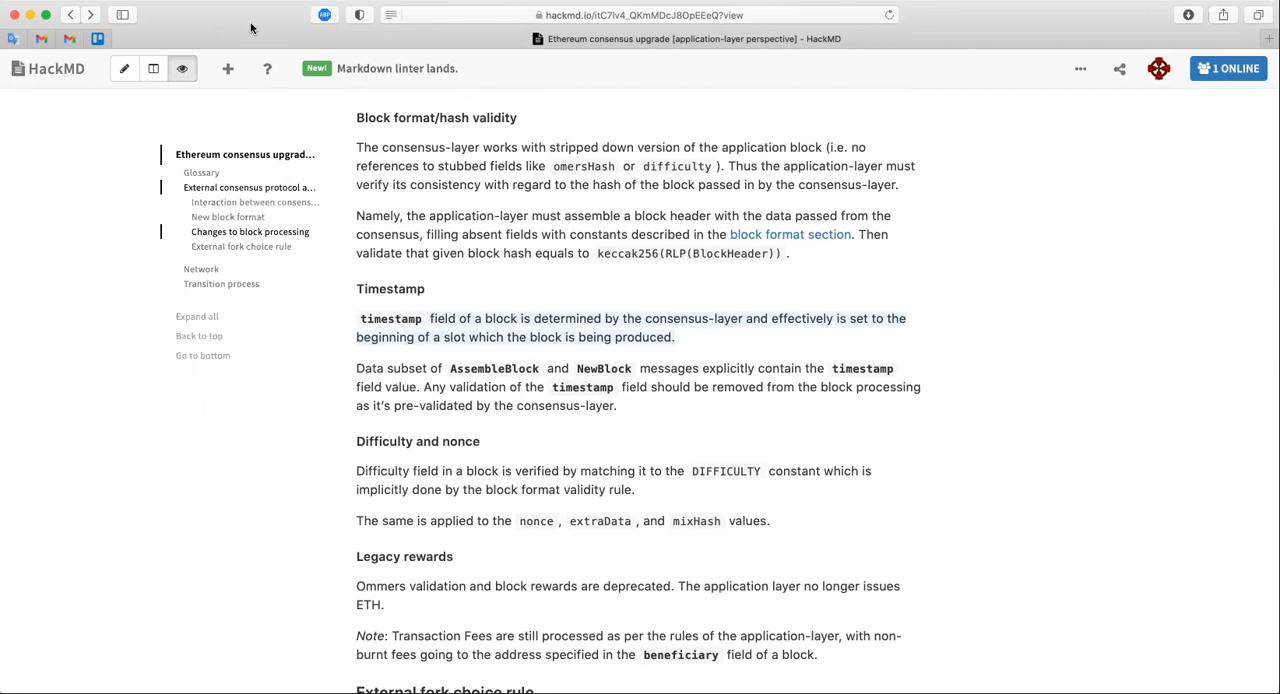 hackmd.io/itC7lv4_QKmMDcJ8OpEEeQ?view
Ethereum consensus upgrade [application-layer perspective] - HackMD
HackMD
New! Markdown linter lands.
1 ONLINE
Ethereum consensus upgrad...
Glossary
External consensus protocol a...
Interaction between consens...
New block format
Changes to block processing
External fork choice rule
Network
Transition process
Expand all
Back to top
Go to bottom
Block format/hash validity
The consensus-layer works with stripped down version of the application block (i.e. no
references to stubbed fields like omersHash or difficulty ). Thus the application-layer must
verify its consistency with regard to the hash of the block passed in by the consensus-layer.
Namely, the application-layer must assemble a block header with the data passed from the
consensus, filling absent fields with constants described in the block format section. Then
validate that given block hash equals to keccak256(RLP(BlockHeader)) .
Timestamp
timestamp field of a block is determined by the consensus-layer and effectively is set to the
beginning of a slot which the block is being produced.
Data subset of AssembleBlock and NewBlock messages explicitly contain the timestamp
field value. Any validation of the timestamp field should be removed from the block processing
as it's pre-validated by the consensus-layer.
Difficulty and nonce
Difficulty field in a block is verified by matching it to the DIFFICULTY constant which is
implicitly done by the block format validity rule.
The same is applied to the nonce , extraData , and mixHash values.
Legacy rewards
Ommers validation and block rewards are deprecated. The application layer no longer issues
ETH.
Note: Transaction Fees are still processed as per the rules of the application-layer, with non-
burnt fees going to the address specified in the beneficiary field of a block.
External fork choice rule